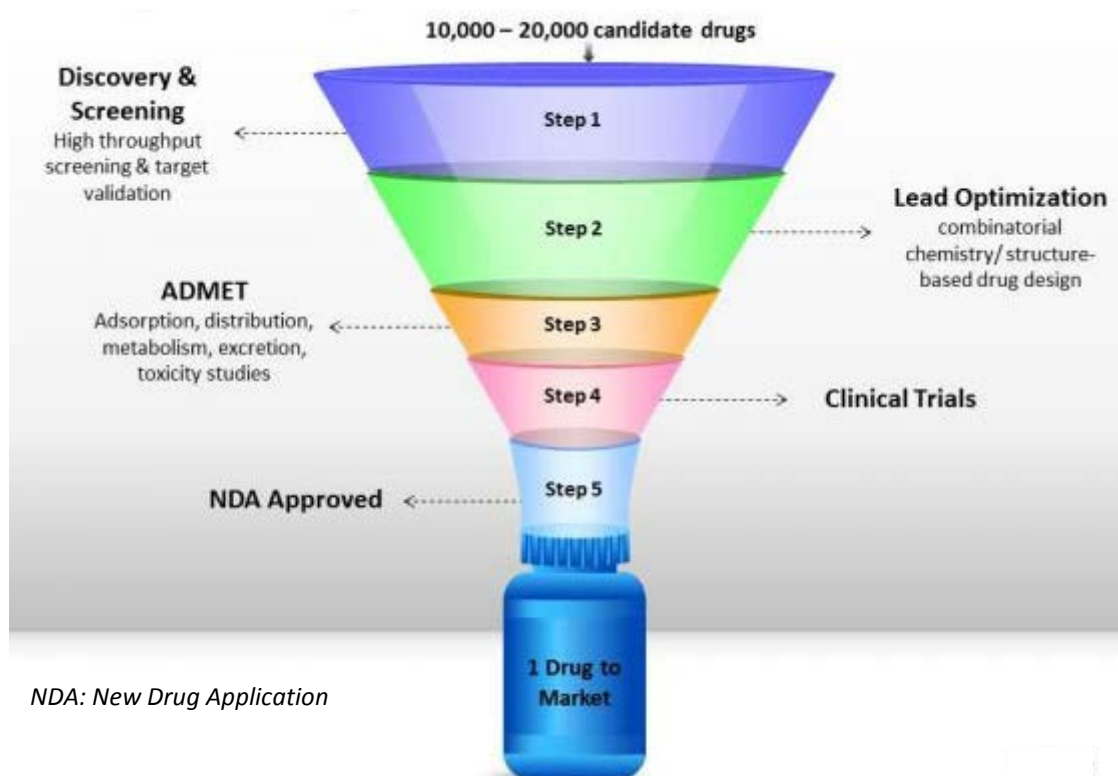 10,000 – 20,000 candidate drugs
Discovery &
Screening
High throughput
screening & target
validation
Step 1
Step 2
Lead Optimization
combinatorial
chemistry/ structure-
based drug design
ADMET
Adsorption, distribution,
metabolism, excretion,
toxicity studies
Step 3
Step 4
Clinical Trials
NDA Approved
Step 5
1 Drug to
Market
NDA: New Drug Application